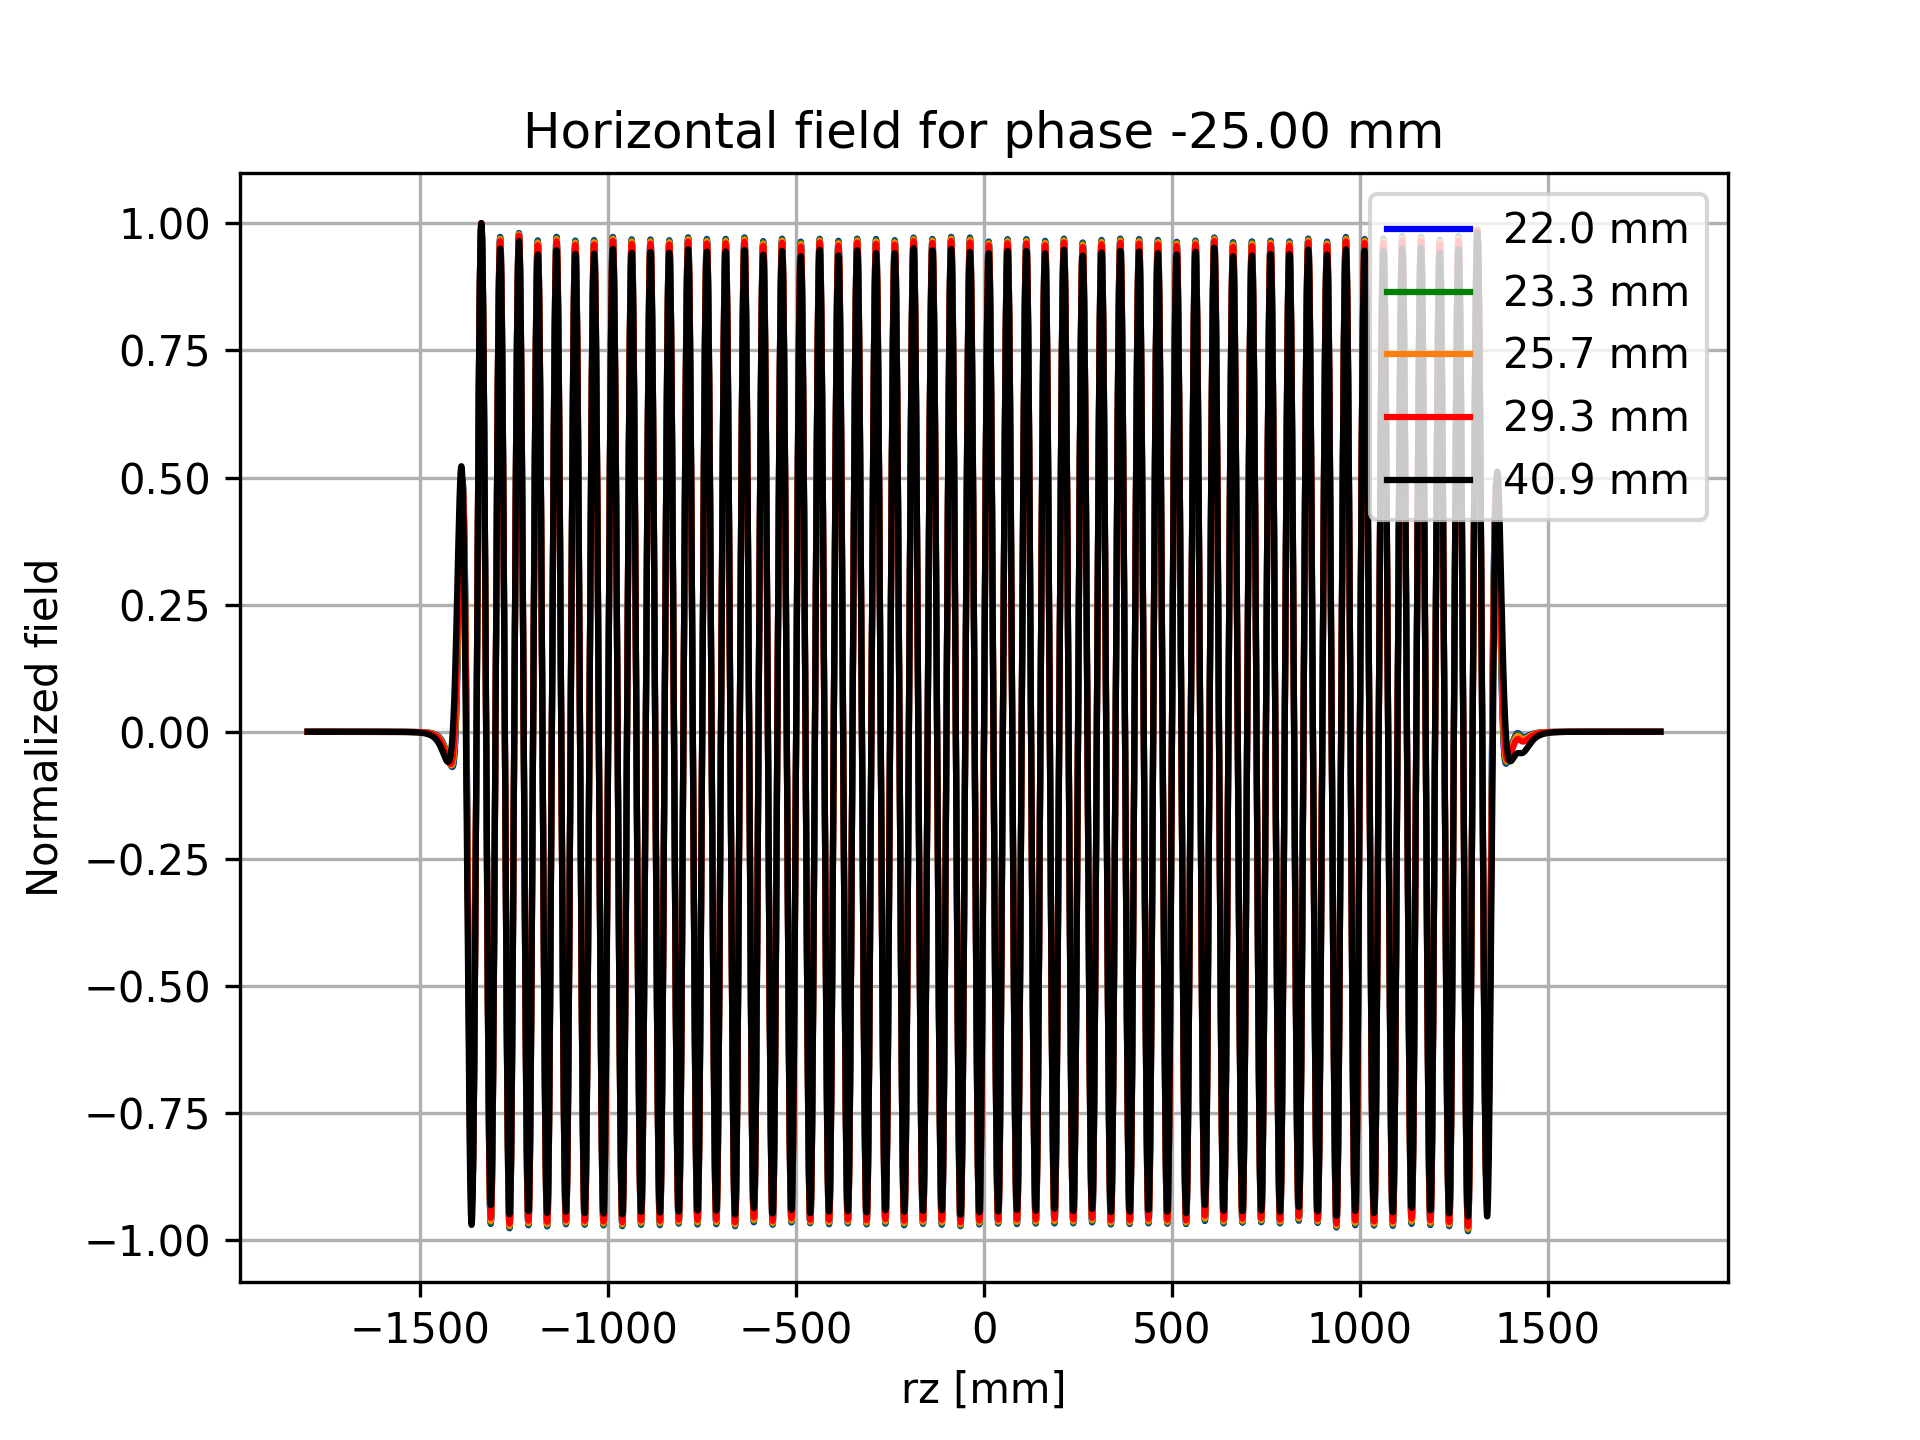 Horizontal field for phase -25.00 mm
1.00
0.75
0.50
0.25
0.00
−0.25
−0.50
−0.75
−1.00
Normalized field
22.0 mm
23.3 mm
25.7 mm
29.3 mm
40.9 mm
−1500 −1000 −500 0 500 1000 1500
rz [mm]